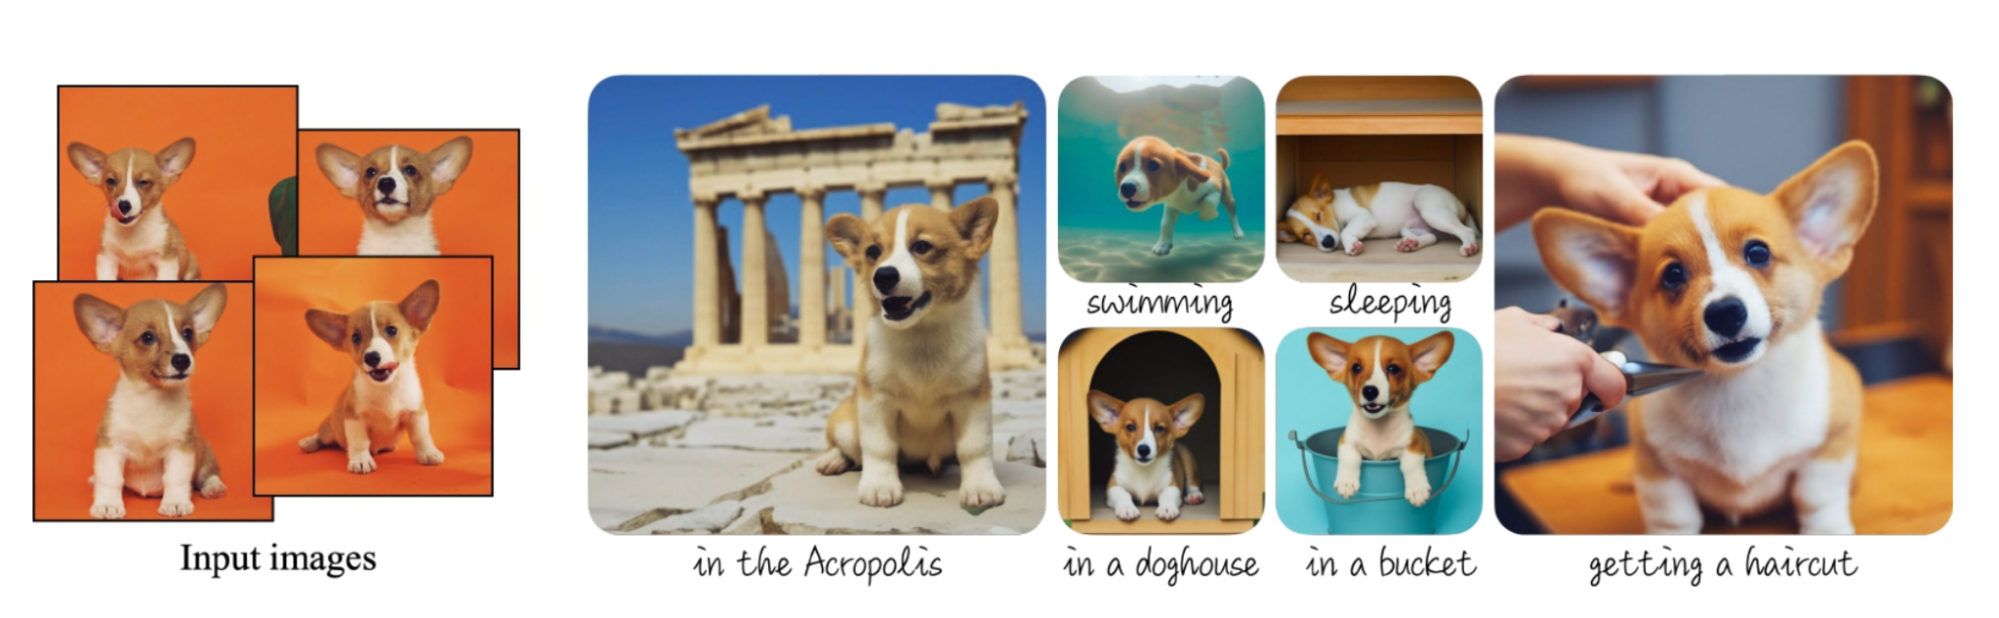 Input images
in the Acropolis
swimming
sleeping
in a doghouse
in a bucket
getting a haircut